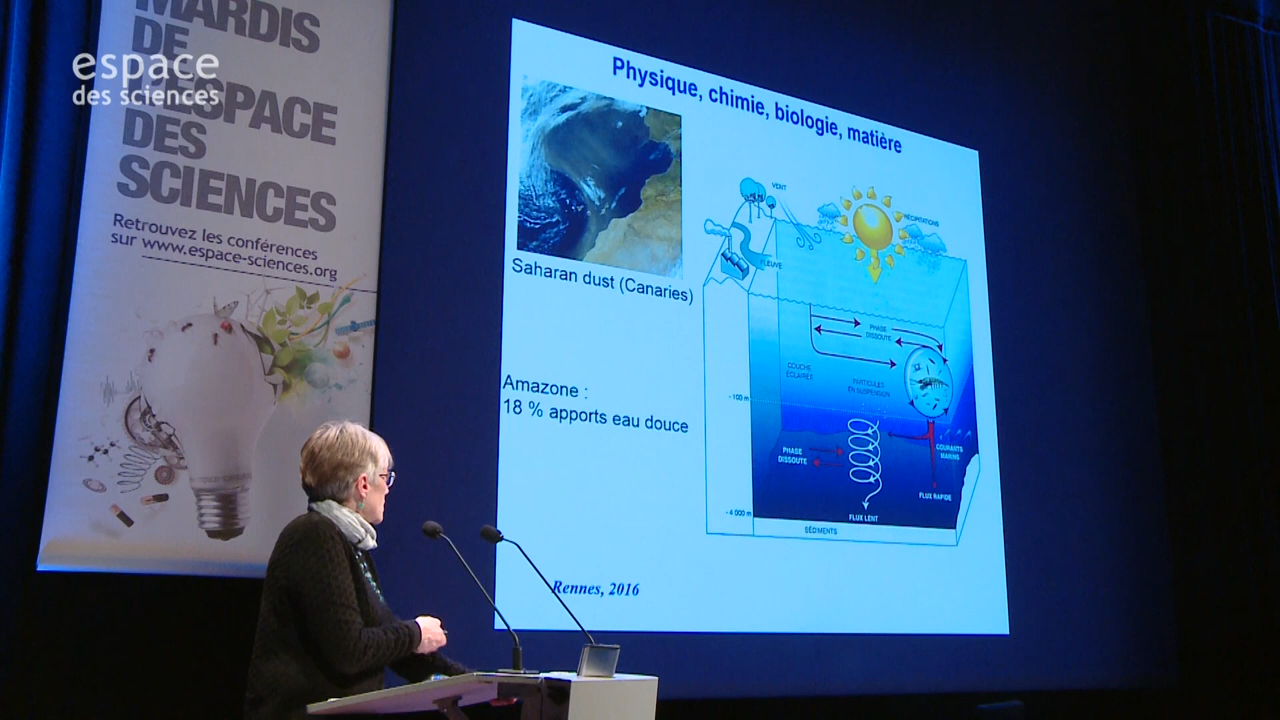 MARDIS
DE
L'ESPACE
DES
SCIENCES
espace
des sciences
Retrouvez les conférences
sur www.espace-sciences.org
Physique, chimie, biologie, matière
Saharan dust (Canaries)
Amazone :
18 % apports eau douce
VENT
PRÉCIPITATIONS
FLEUVE
PHASE
DISSOUTE
COUCHE
ÉCLAIRÉE
PARTICULES
EN SUSPENSION
- 100 m
PHASE
DISSOUTE
COURANTS
MARINS
FLUX RAPIDE
FLUX LENT
- 4 000 m
SÉDIMENTS
Rennes, 2016